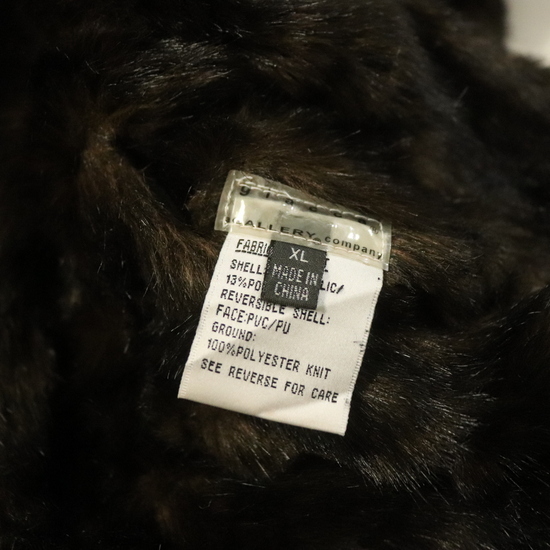 GALLERY company
XL
MADE IN
CHINA
FABRI
SHELL: LIC/
13%PO
REVERSIBLE SHELL:
FACE:PVC/PU
GROUND:
100%POLYESTER KNIT
SEE REVERSE FOR CARE